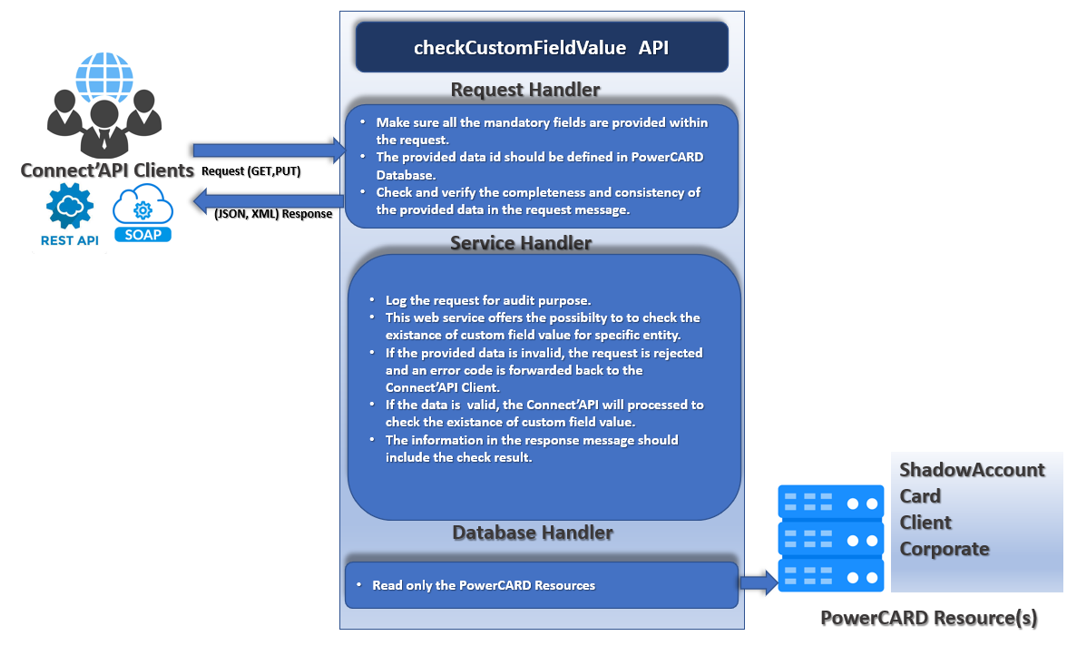 checkCustomFieldValue API
Request Handler
• Make sure all the mandatory fields are provided within
the request.
• The provided data id should be defined in PowerCARD
Database.
• Check and verify the completeness and consistency of
the provided data in the request message.
Connect'API Clients
Request (GET,PUT)
(JSON, XML) Response
REST API
SOAP
Service Handler
• Log the request for audit purpose.
• This web service offers the possibilty to to check the
existance of custom field value for specific entity.
• If the provided data is invalid, the request is rejected
and an error code is forwarded back to the
Connect'API Client.
• If the data is valid, the Connect'API will processed to
check the existance of custom field value.
• The information in the response message should
include the check result.
Database Handler
• Read only the PowerCARD Resources
ShadowAccount
Card
Client
Corporate
PowerCARD Resource(s)